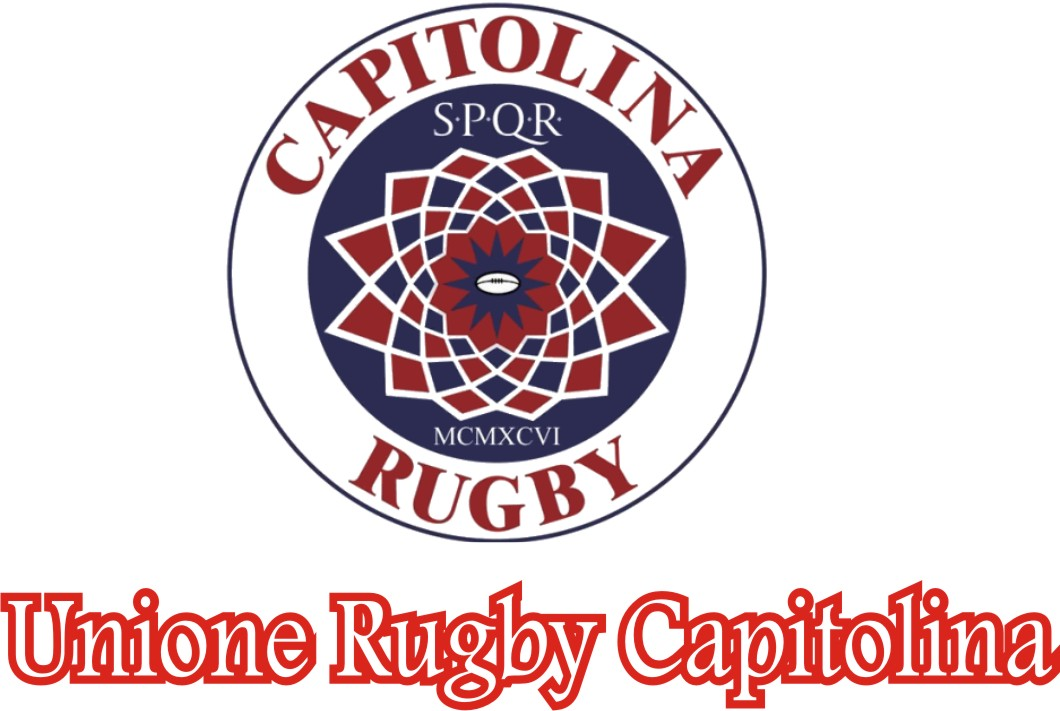 CAPITOLINA
S·P·Q·R·
MCMXCVI
RUGBY
Unione Rugby Capitolina